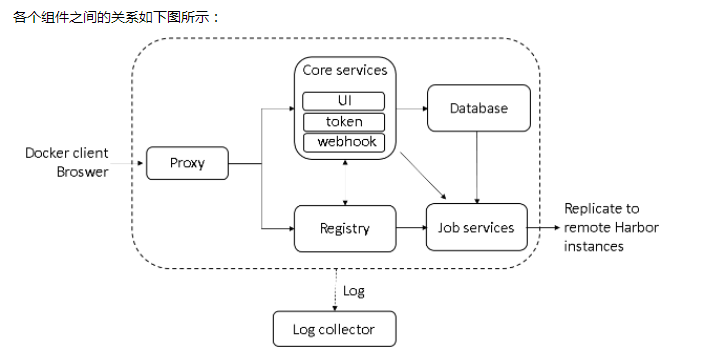 各个组件之间的关系如下图所示：
Core services
UI
token
webhook
Database
Docker client
Broswer
Proxy
Registry
Job services
Replicate to
remote Harbor
instances
Log
Log collector